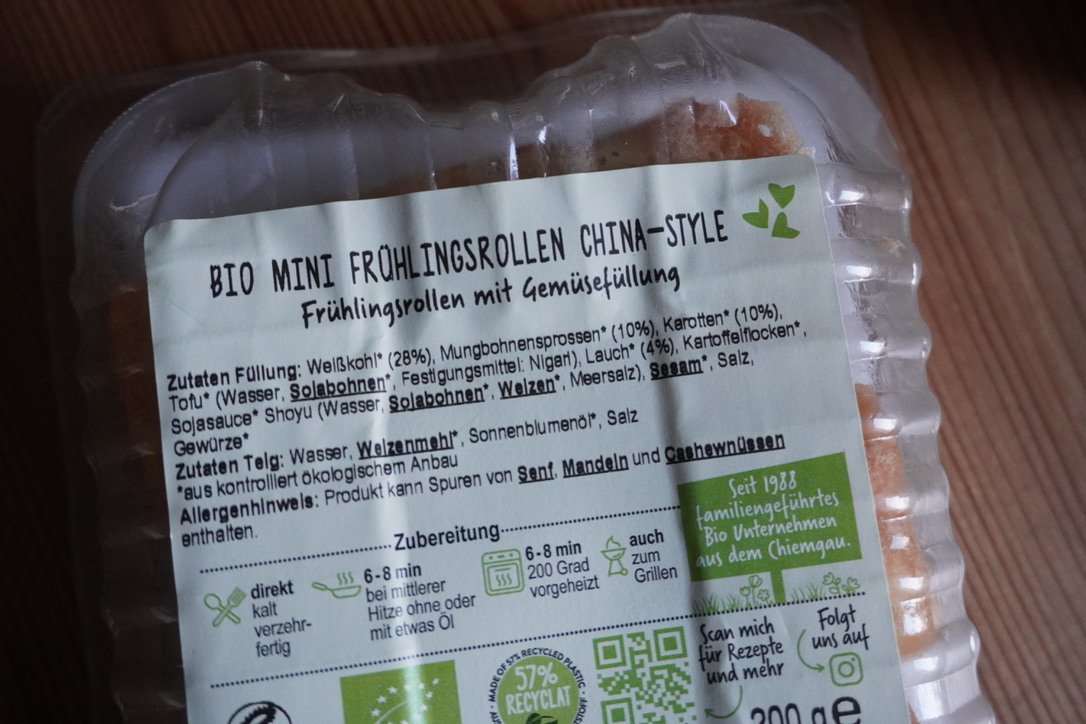 BIO MINI FRÜHLINGSROLLEN CHINA-STYLE
Frühlingsrollen mit Gemüsefüllung
Zutaten Füllung: Weißkohl* (28%), Mungbohnensprossen* (10%), Karotten* (10%),
Tofu* (Wasser, Sojabohnen*, Festigungsmittel: Nigari), Lauch* (4%), Kartoffelflocken*,
Sojasauce* Shoyu (Wasser, Sojabohnen*, Weizen*, Meersalz), Sesam*, Salz,
Gewürze*
Zutaten Teig: Wasser, Weizenmehl*, Sonnenblumenöl*, Salz
*aus kontrolliert ökologischem Anbau
Allergenhinweis: Produkt kann Spuren von Senf, Mandeln und Cashewnüssen
enthalten.
Seit 1988
familiengeführtes
Bio Unternehmen
aus dem Chiemgau.
Zubereitung
direkt
kalt
verzehr-
fertig
6-8 min
bei mittlerer
Hitze ohne oder
mit etwas Öl
6-8 min
200 Grad
vorgeheizt
auch
zum
Grillen
MADE OF 57% RECYCLED PLASTIC
57%
RECYCLAT
Scan mich
für Rezepte
und mehr
Folgt
uns auf
200 g e